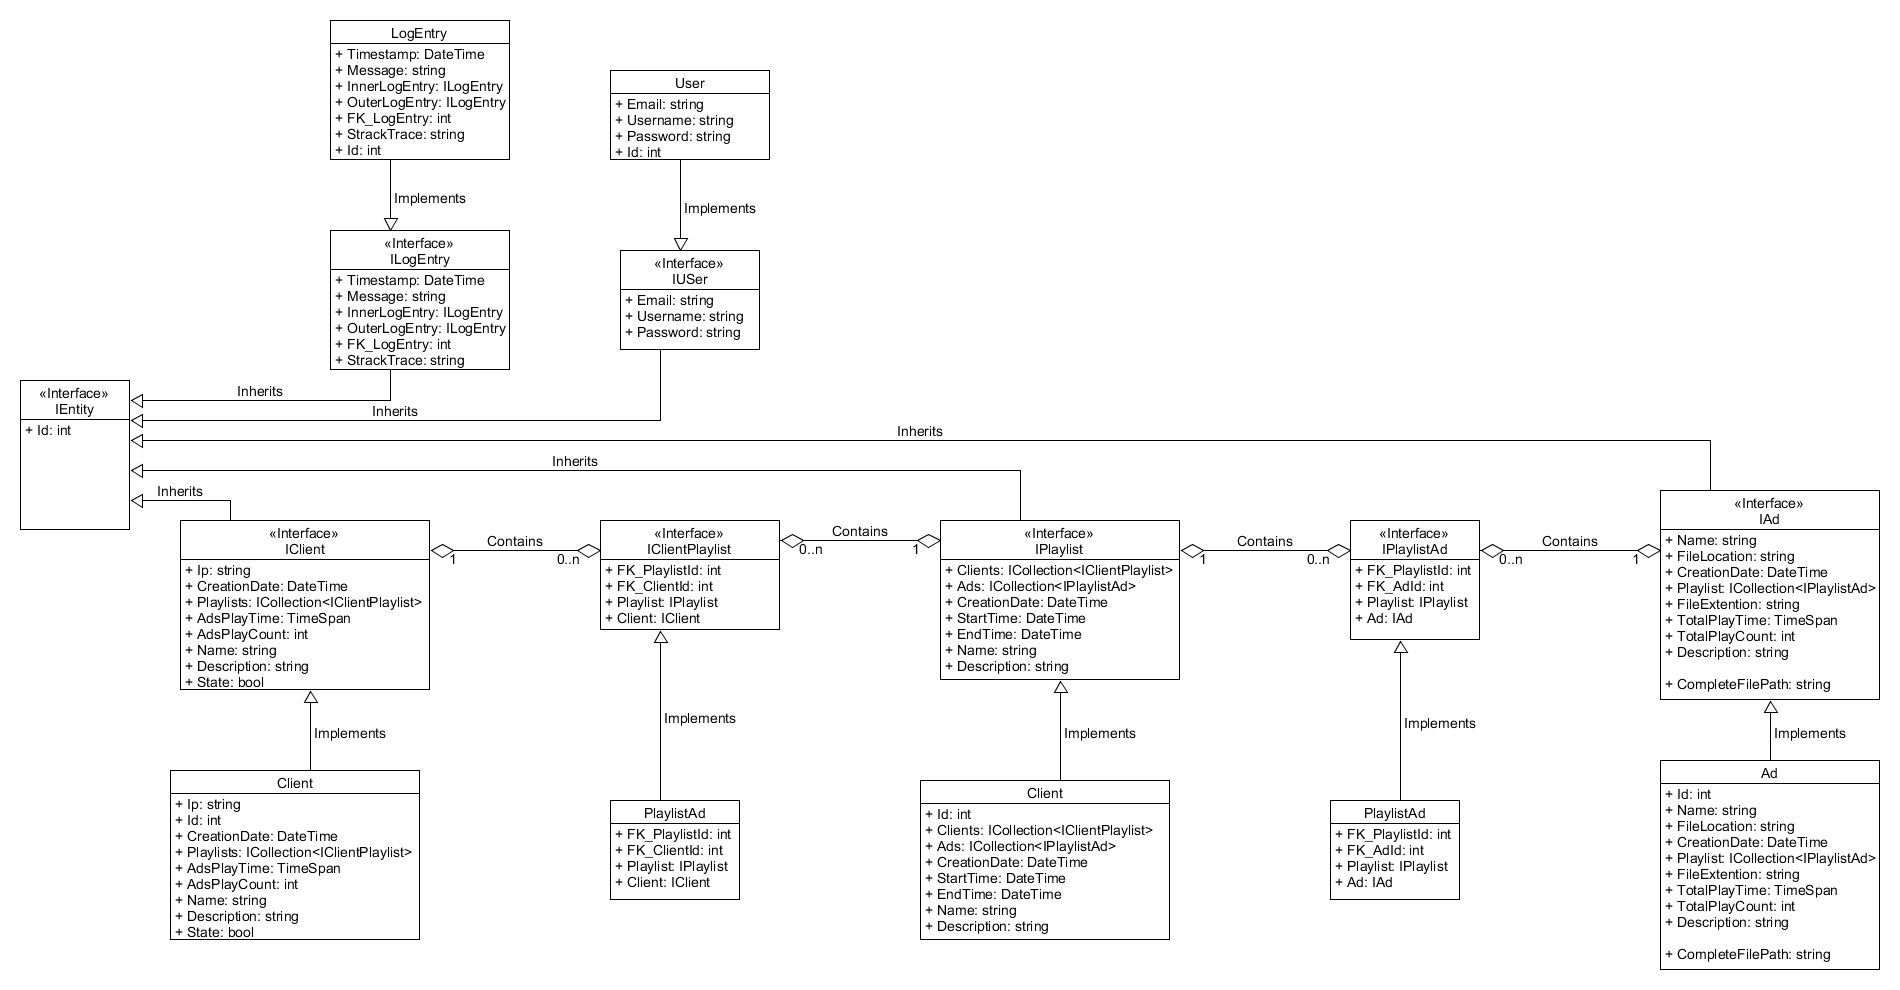 LogEntry
+ Timestamp: DateTime
+ Message: string
+ InnerLogEntry: ILogEntry
+ OuterLogEntry: ILogEntry
+ FK_LogEntry: int
+ StrackTrace: string
+ Id: int
User
+ Email: string
+ Username: string
+ Password: string
+ Id: int
Implements
Implements
«Interface»
ILogEntry
+ Timestamp: DateTime
+ Message: string
+ InnerLogEntry: ILogEntry
+ OuterLogEntry: ILogEntry
+ FK_LogEntry: int
+ StrackTrace: string
«Interface»
IUSer
+ Email: string
+ Username: string
+ Password: string
«Interface»
IEntity
+ Id: int
Inherits
Inherits
Inherits
Inherits
Inherits
«Interface»
IClient
+ Ip: string
+ CreationDate: DateTime
+ Playlists: ICollection<IClientPlaylist>
+ AdsPlayTime: TimeSpan
+ AdsPlayCount: int
+ Name: string
+ Description: string
+ State: bool
Contains
1
0..n
«Interface»
IClientPlaylist
+ FK_PlaylistId: int
+ FK_ClientId: int
+ Playlist: IPlaylist
+ Client: IClient
Contains
0..n
1
«Interface»
IPlaylist
+ Clients: ICollection<IClientPlaylist>
+ Ads: ICollection<IPlaylistAd>
+ CreationDate: DateTime
+ StartTime: DateTime
+ EndTime: DateTime
+ Name: string
+ Description: string
Contains
1
0..n
«Interface»
IPlaylistAd
+ FK_PlaylistId: int
+ FK_AdId: int
+ Playlist: IPlaylist
+ Ad: IAd
Contains
0..n
1
«Interface»
IAd
+ Name: string
+ FileLocation: string
+ CreationDate: DateTime
+ Playlist: ICollection<IPlaylistAd>
+ FileExtention: string
+ TotalPlayTime: TimeSpan
+ TotalPlayCount: int
+ Description: string
+ CompleteFilePath: string
Implements
Implements
Implements
Implements
Implements
Client
+ Ip: string
+ Id: int
+ CreationDate: DateTime
+ Playlists: ICollection<IClientPlaylist>
+ AdsPlayTime: TimeSpan
+ AdsPlayCount: int
+ Name: string
+ Description: string
+ State: bool
PlaylistAd
+ FK_PlaylistId: int
+ FK_ClientId: int
+ Playlist: IPlaylist
+ Client: IClient
Client
+ Id: int
+ Clients: ICollection<IClientPlaylist>
+ Ads: ICollection<IPlaylistAd>
+ CreationDate: DateTime
+ StartTime: DateTime
+ EndTime: DateTime
+ Name: string
+ Description: string
PlaylistAd
+ FK_PlaylistId: int
+ FK_AdId: int
+ Playlist: IPlaylist
+ Ad: IAd
Ad
+ Id: int
+ Name: string
+ FileLocation: string
+ CreationDate: DateTime
+ Playlist: ICollection<IPlaylistAd>
+ FileExtention: string
+ TotalPlayTime: TimeSpan
+ TotalPlayCount: int
+ Description: string
+ CompleteFilePath: string